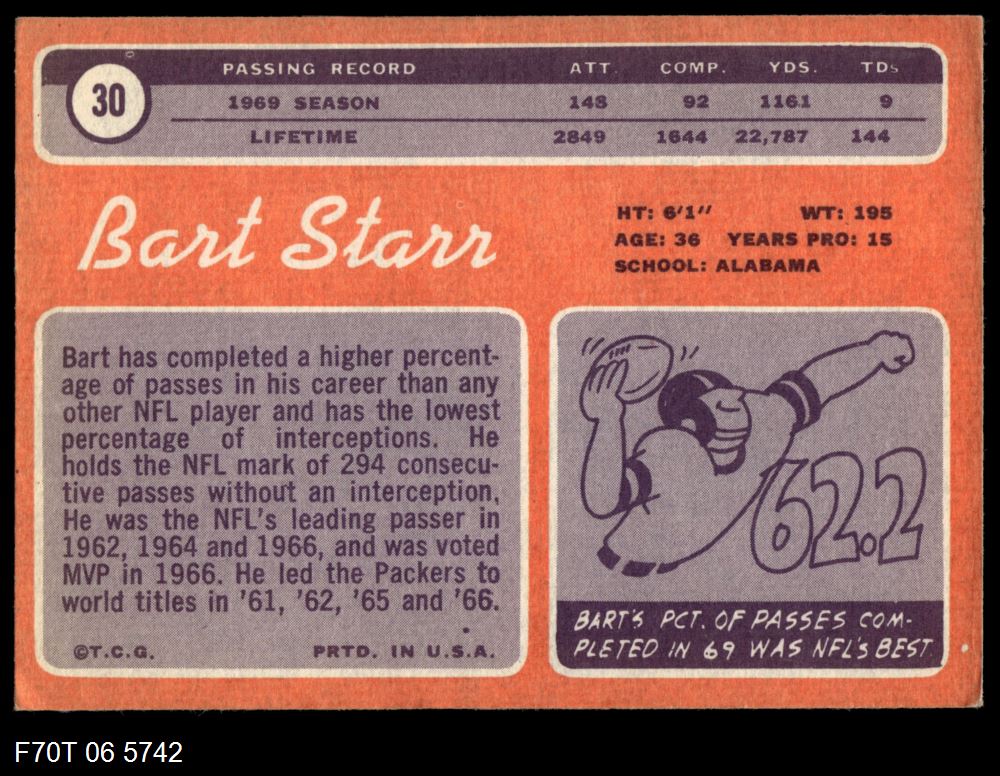 PASSING RECORD ATT. COMP. YDS. TDs
30
1969 SEASON 148 92 1161 9
LIFETIME 2849 1644 22,787 144
Bart Starr
HT: 6'1" WT: 195
AGE: 36 YEARS PRO: 15
SCHOOL: ALABAMA
Bart has completed a higher percent-
age of passes in his career than any
other NFL player and has the lowest
percentage of interceptions. He
holds the NFL mark of 294 consecu-
tive passes without an interception.
He was the NFL's leading passer in
1962, 1964 and 1966, and was voted
MVP in 1966. He led the Packers to
world titles in '61, '62, '65 and '66.
©T.C.G. PRTD. IN U.S.A.
62.2
BART'S PCT. OF PASSES COM-
PLETED IN 69 WAS NFL'S BEST.
F70T 06 5742